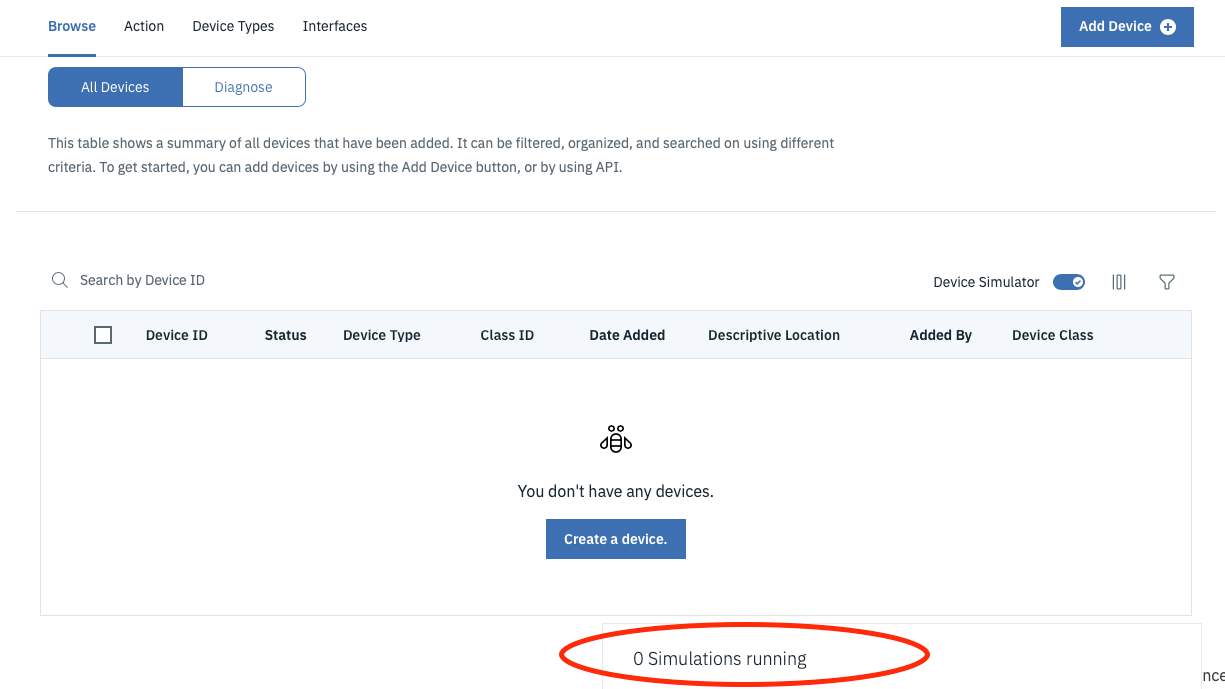 Browse Action Device Types Interfaces Add Device
All Devices Diagnose
This table shows a summary of all devices that have been added. It can be filtered, organized, and searched on using different
criteria. To get started, you can add devices by using the Add Device button, or by using API.
Search by Device ID Device Simulator
Device ID Status Device Type Class ID Date Added Descriptive Location Added By Device Class
You don't have any devices.
Create a device.
0 Simulations running